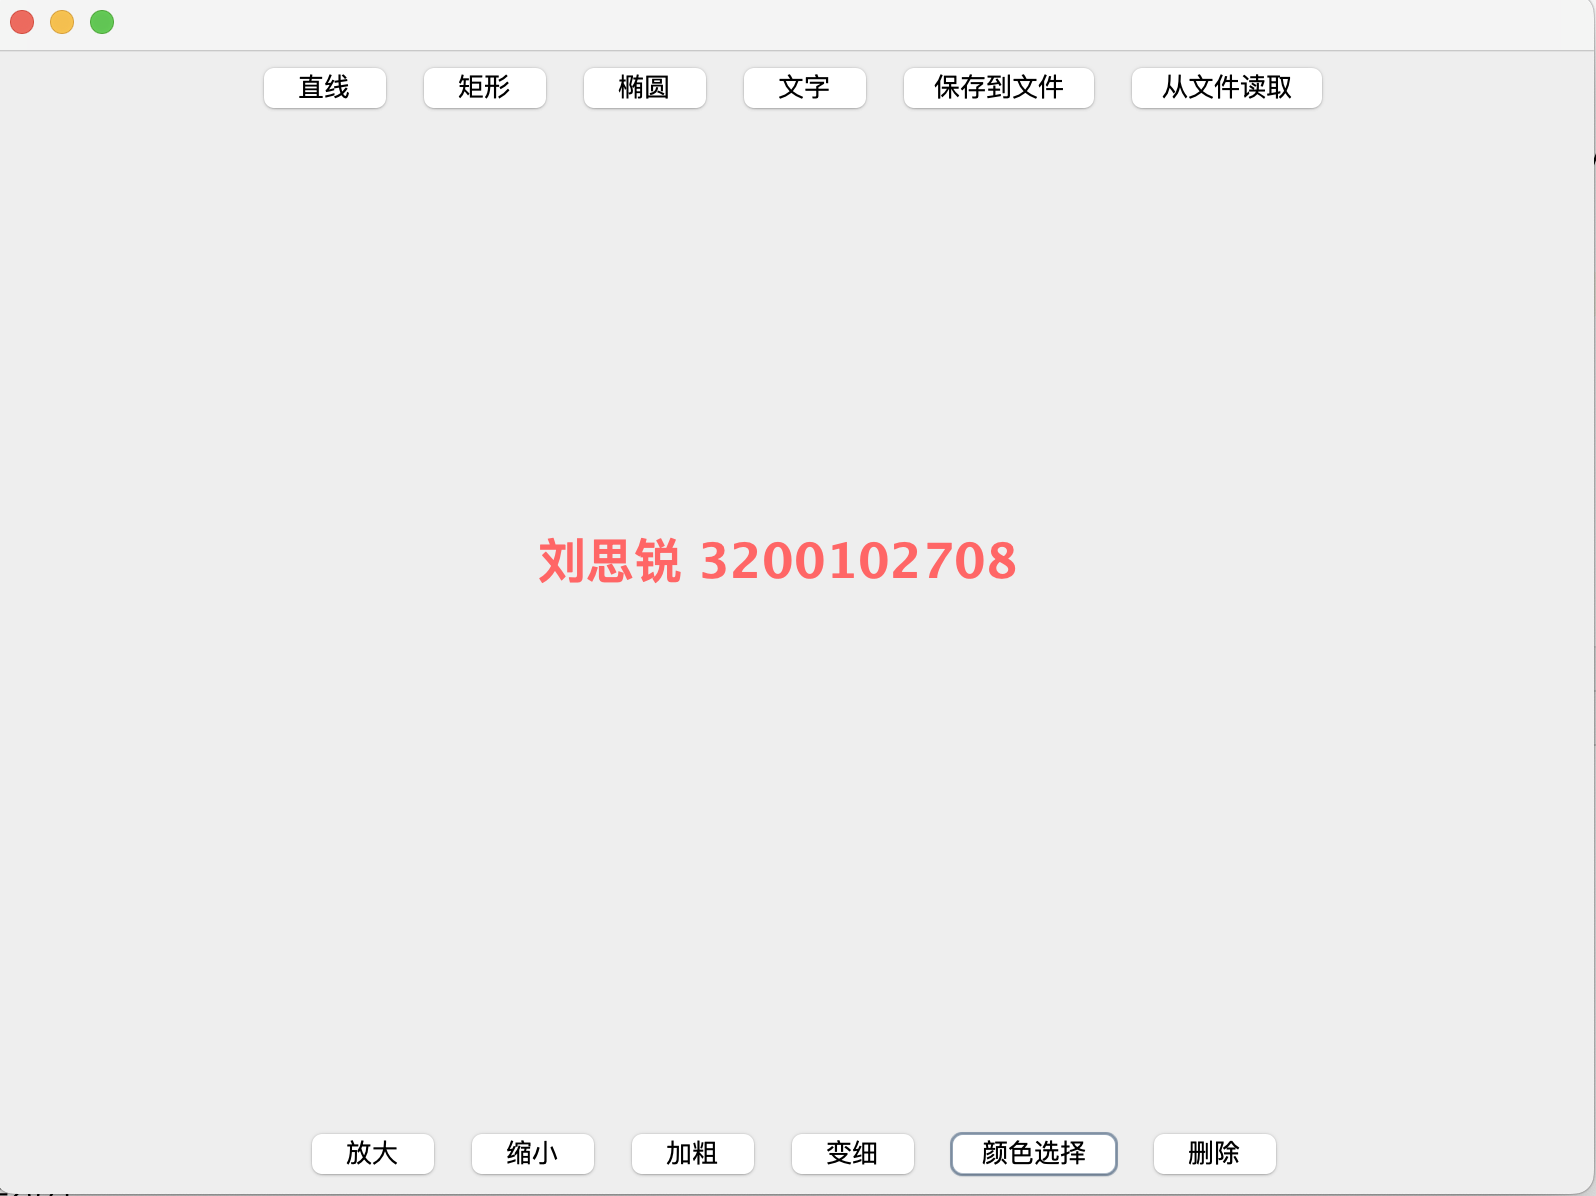 直线 矩形 椭圆 文字 保存到文件 从文件读取
刘思锐 3200102708
放大 缩小 加粗 变细 颜色选择 删除